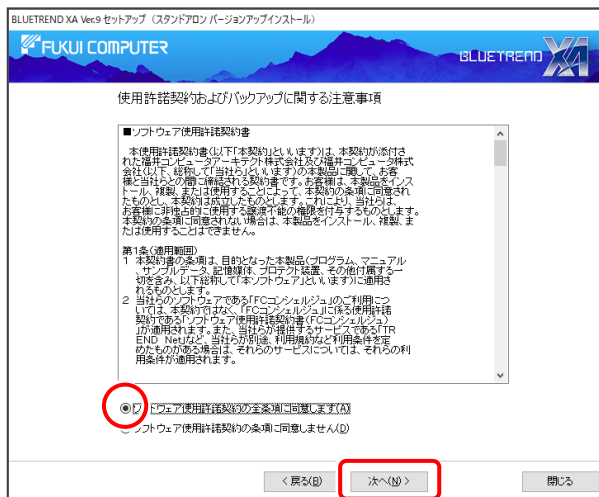 BLUETREND XA Ver.9 セットアップ (スタンドアロン バージョンアップインストール)
FUKUI COMPUTER
BLUETREND XA
使用許諾契約およびバックアップに関する注意事項
■ソフトウェア使用許諾契約書
本使用許諾契約書(以下「本契約」といいます)は、本契約が添付さ
れた福井コンピュータアーキテクト株式会社及び福井コンピュータ株式
会社(以下、総称して「当社ら」といいます)の本製品に関して、お客
様と当社らとの間に締結される契約書です。お客様は、本製品をインス
トール、複製、または使用することによって、本契約の条項に同意され
たものとし、本契約は成立したものとします。これにより、当社らは、
お客様に非独占的に使用する譲渡不能の権限を付与するものとします。
本契約の条項に同意されない場合は、本製品をインストール、複製、ま
たは使用することはできません。
第1条(適用範囲)
1 本契約書の条項は、目的となった本製品(プログラム、マニュアル
、サンプルデータ、記憶媒体、プロテクト装置、その他付属する一
切を含み、以下総称して「本ソフトウェア」といいます)に適用さ
れるものとします。
2 当社らのソフトウェアである「FCコンシェルジュ」のご利用につ
いては、本契約ではなく、「FCコンシェルジュ」に係る使用許諾
契約である「ソフトウェア使用許諾契約書(FCコンシェルジュ)
」が適用されます。また、当社らが提供するサービスである「TR
END Net」など、当社らが別途、利用規約など利用条件を定
めたものがある場合は、それらのサービスについては、それらの利
用条件が適用されます。
ソフトウェア使用許諾契約の全条項に同意します(A)
ソフトウェア使用許諾契約の条項に同意しません(D)
< 戻る(B)
次へ(N) >
閉じる